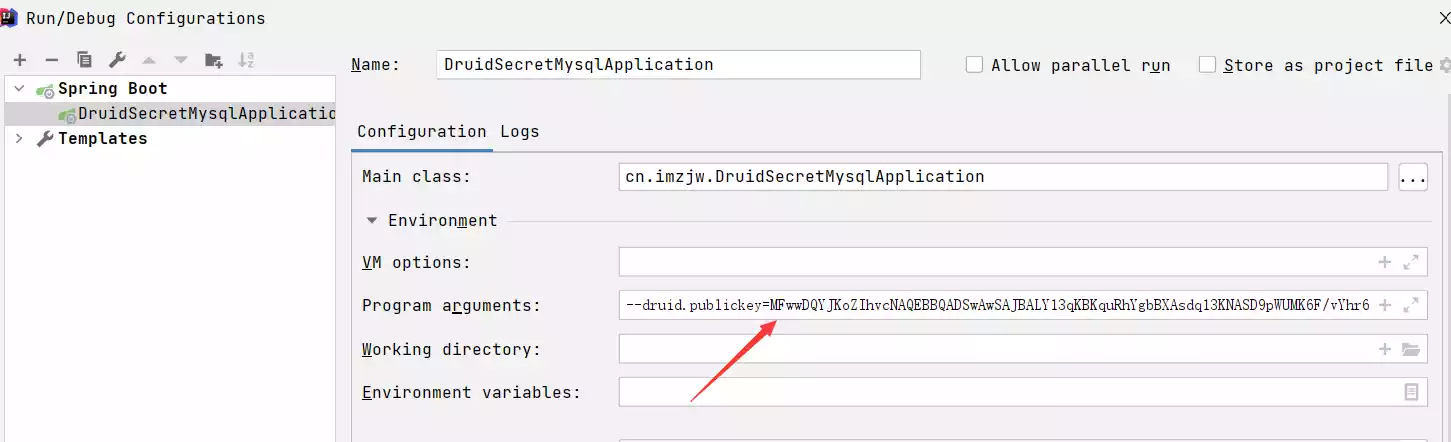 Run/Debug Configurations
Name: DruidSecretMysqlApplication Allow parallel run Store as project file
Spring Boot
DruidSecretMysqlApplicatio
Templates
Configuration Logs
Main class: cn.imzjw.DruidSecretMysqlApplication ...
Environment
VM options:
Program arguments: --druid.publickey=MFwwDQYJKoZIhvcNAQEBBQADSwAwSAJBALY13qKBKquRhYgbBXAsdq13KNASD9pWUMK6F/vYhr6
Working directory:
Environment variables: